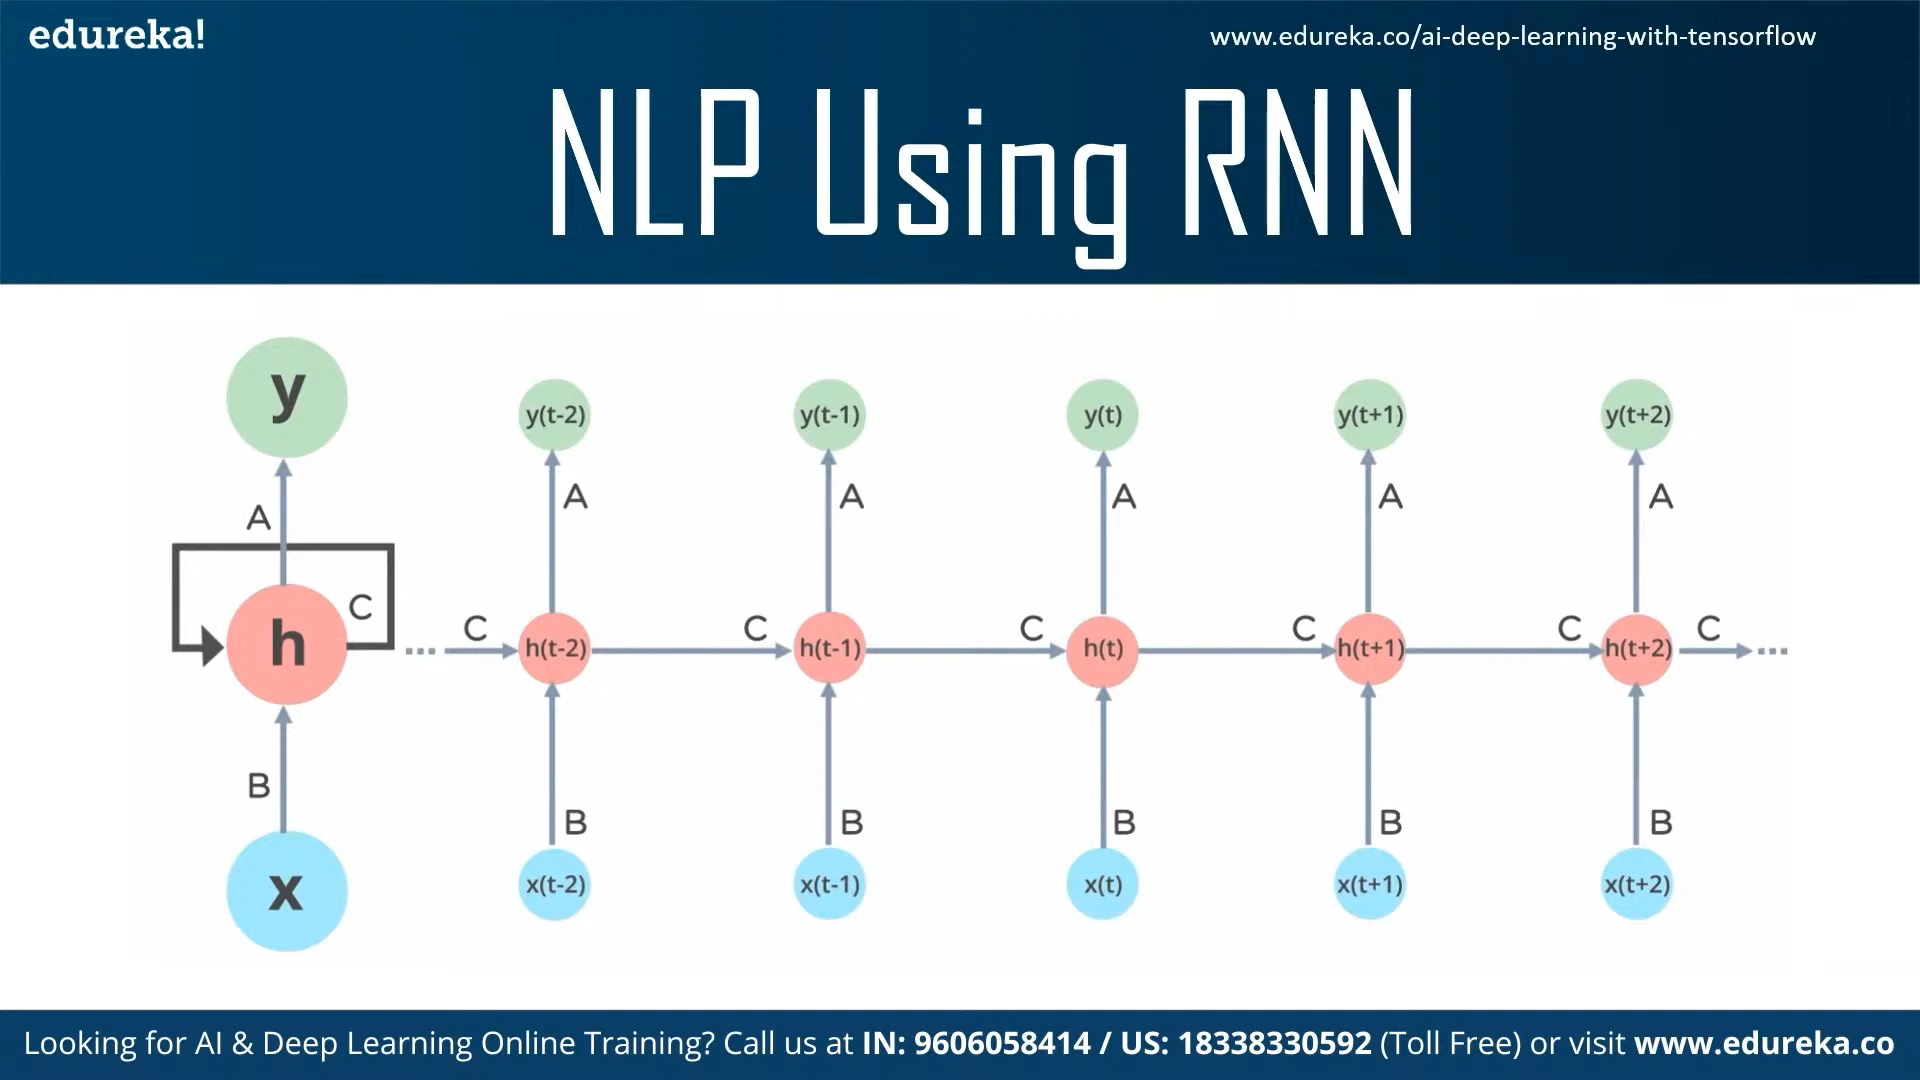 edureka!
www.edureka.co/ai-deep-learning-with-tensorflow
NLP Using RNN
y
y(t-2) y(t-1) y(t) y(t+1) y(t+2)
A A A A A A
h
C
... C h(t-2) C h(t-1) C h(t) C h(t+1) C h(t+2) C ...
B B B B B B
x
x(t-2) x(t-1) x(t) x(t+1) x(t+2)
Looking for AI & Deep Learning Online Training? Call us at IN: 9606058414 / US: 18338330592 (Toll Free) or visit www.edureka.co